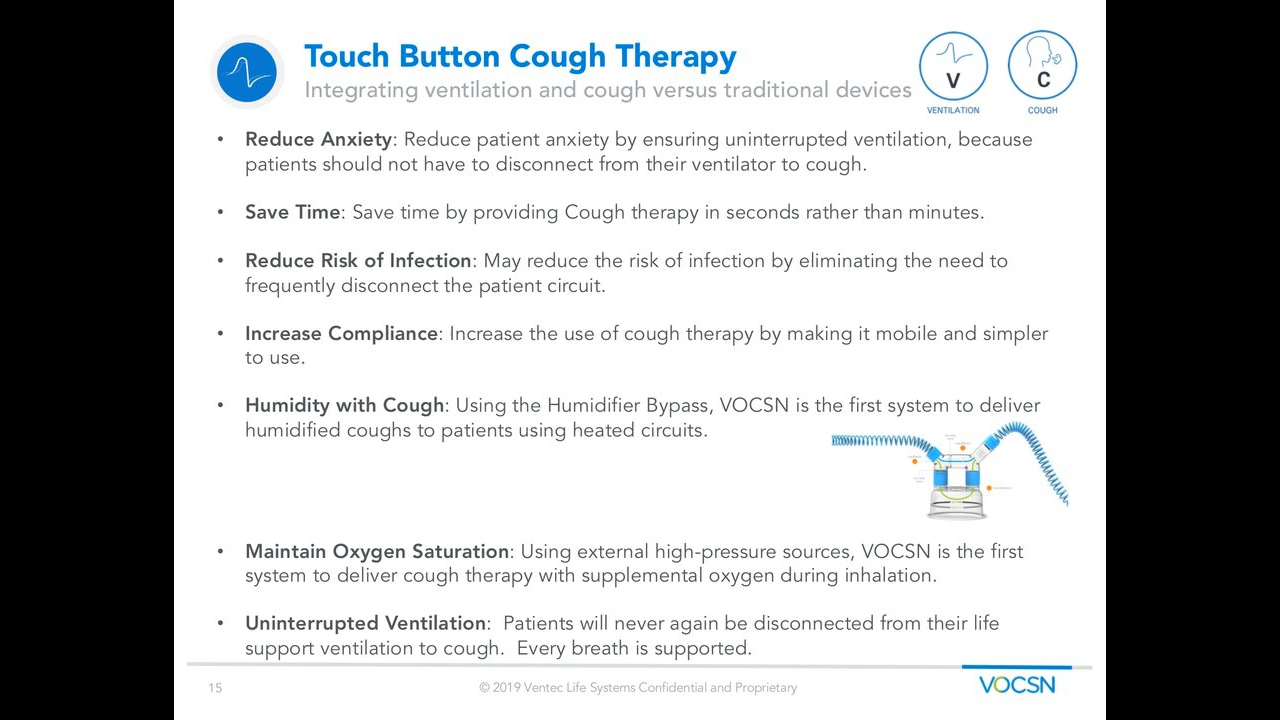 Touch Button Cough Therapy
Integrating ventilation and cough versus traditional devices
V
VENTILATION
C
COUGH
• Reduce Anxiety: Reduce patient anxiety by ensuring uninterrupted ventilation, because
patients should not have to disconnect from their ventilator to cough.
• Save Time: Save time by providing Cough therapy in seconds rather than minutes.
• Reduce Risk of Infection: May reduce the risk of infection by eliminating the need to
frequently disconnect the patient circuit.
• Increase Compliance: Increase the use of cough therapy by making it mobile and simpler
to use.
• Humidity with Cough: Using the Humidifier Bypass, VOCSN is the first system to deliver
humidified coughs to patients using heated circuits.
• Maintain Oxygen Saturation: Using external high-pressure sources, VOCSN is the first
system to deliver cough therapy with supplemental oxygen during inhalation.
• Uninterrupted Ventilation:  Patients will never again be disconnected from their life
support ventilation to cough.  Every breath is supported.
15
© 2019 Ventec Life Systems Confidential and Proprietary
VOCSN